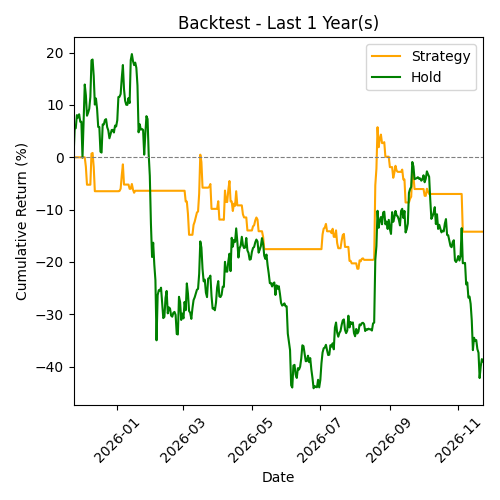 Backtest - Last 1 Year(s)
Strategy
Hold
Cumulative Return (%)
20
10
0
−10
−20
−30
−40
2026-01
2026-03
2026-05
2026-07
2026-09
2026-11
Date